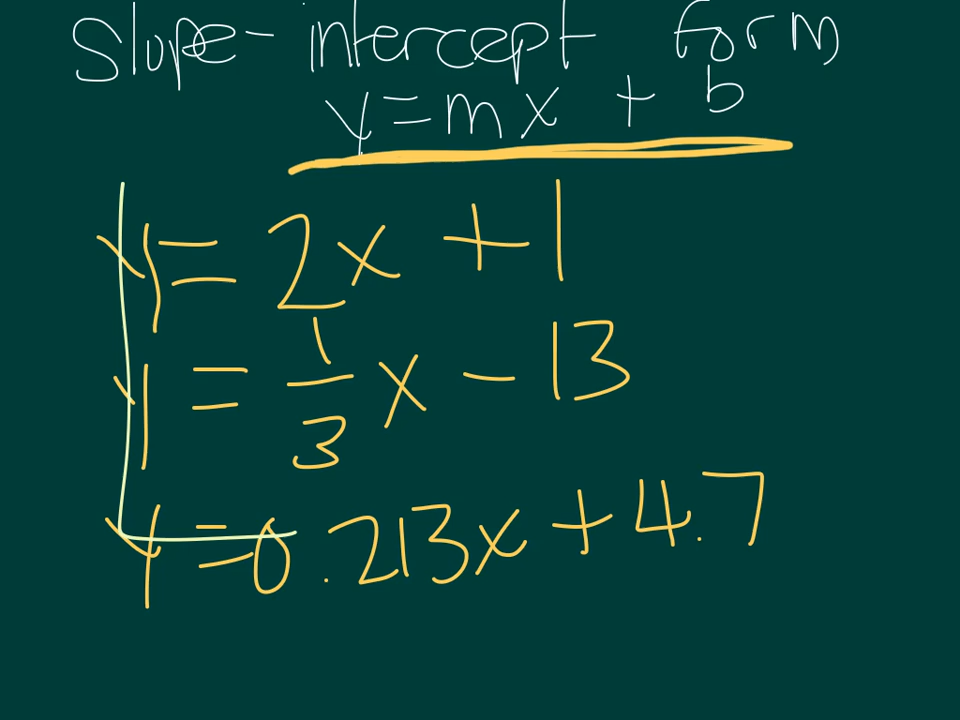 Slope-intercept form
y=mx + b
y= 2x +1
y = 1/3 x - 13
y =0.213x +4.7